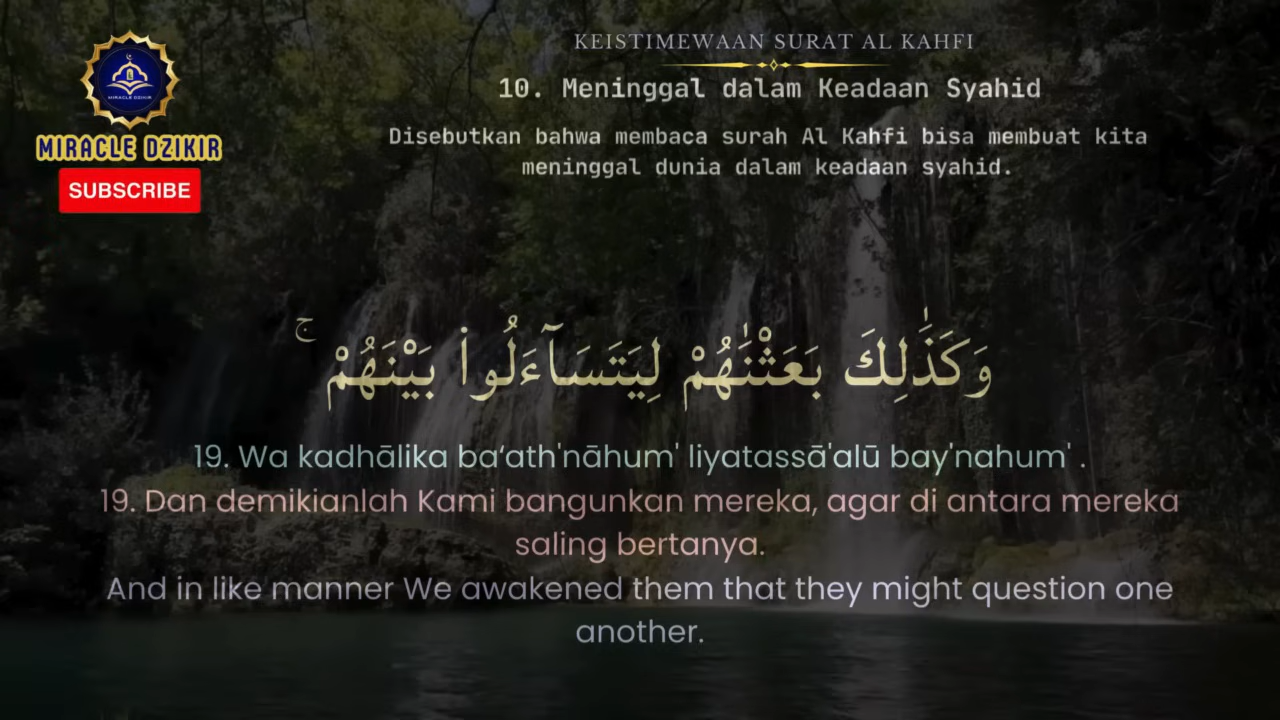 KEISTIMEWAAN SURAT AL KAHFI
10. Meninggal dalam Keadaan Syahid
Disebutkan bahwa membaca surah Al Kahfi bisa membuat kita
meninggal dunia dalam keadaan syahid.
MIRACLE DZIKIR
MIRACLE DZIKIR
SUBSCRIBE
وَكَذَٰلِكَ بَعَثْنَٰهُمْ لِيَتَسَآءَلُوا۟ بَيْنَهُمْ ۚ
19. Wa kadhālika ba‘ath'nāhum' liyatassā'alū bay'nahum' .
19. Dan demikianlah Kami bangunkan mereka, agar di antara mereka
saling bertanya.
And in like manner We awakened them that they might question one
another.